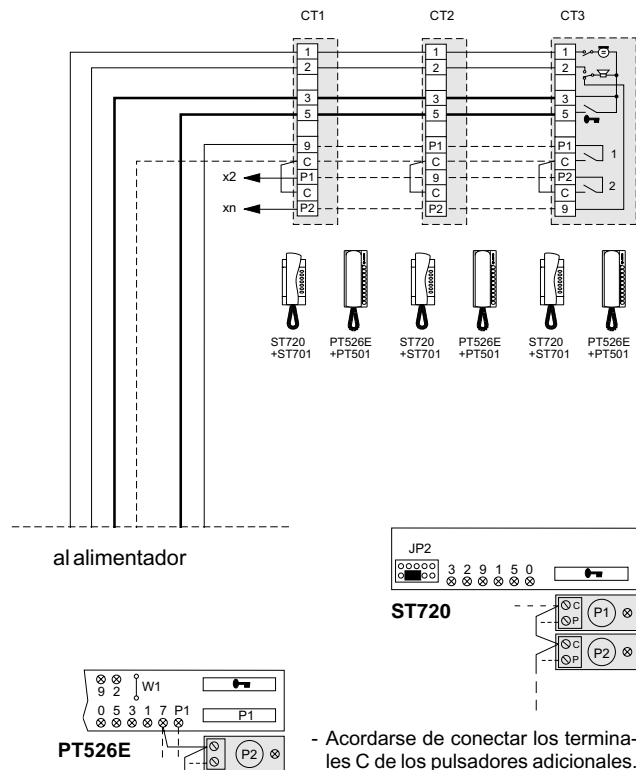 CT1 CT2 CT3
1 1 1
2 2 2
3 3 3
5 5 5
9 P1 P1 1
C C C
x2 P1 9 P2 2
C C C
xn P2 P2 9
ST720 PT526E ST720 PT526E ST720 PT526E
+ST701 +PT501 +ST701 +PT501 +ST701 +PT501
al alimentador
JP2
3 2 9 1 5 0
ST720
C P1
P
C P2
P
9 2 W1
0 5 3 1 7 P1 P1
PT526E P2
- Acordarse de conectar los termina-
les C de los pulsadores adicionales.